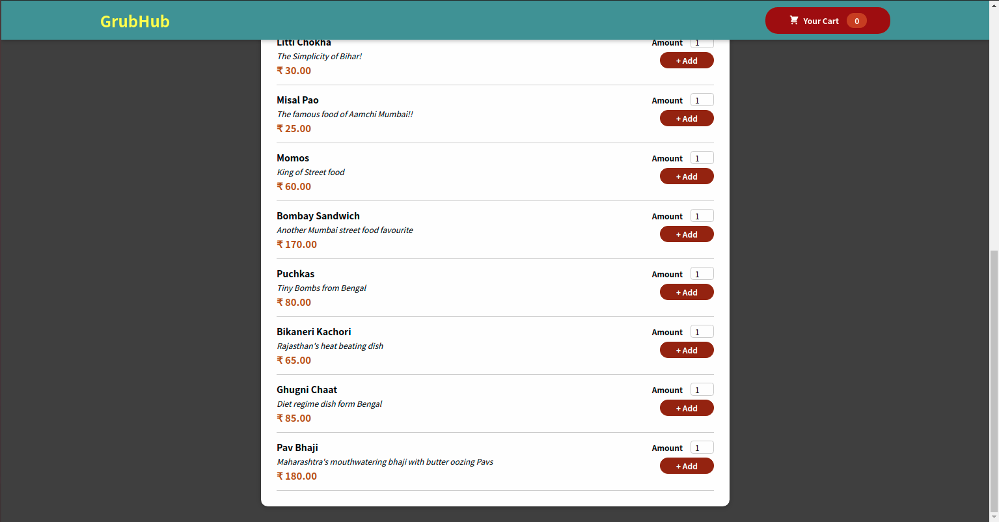 GrubHub
Your Cart 0
Litti Chokha
Amount 1
The Simplicity of Bihar!
+ Add
₹ 30.00
Misal Pao
Amount 1
The famous food of Aamchi Mumbai!!
+ Add
₹ 25.00
Momos
Amount 1
King of Street food
+ Add
₹ 60.00
Bombay Sandwich
Amount 1
Another Mumbai street food favourite
+ Add
₹ 170.00
Puchkas
Amount 1
Tiny Bombs from Bengal
+ Add
₹ 80.00
Bikaneri Kachori
Amount 1
Rajasthan's heat beating dish
+ Add
₹ 65.00
Ghugni Chaat
Amount 1
Diet regime dish form Bengal
+ Add
₹ 85.00
Pav Bhaji
Amount 1
Maharashtra's mouthwatering bhaji with butter oozing Pavs
+ Add
₹ 180.00